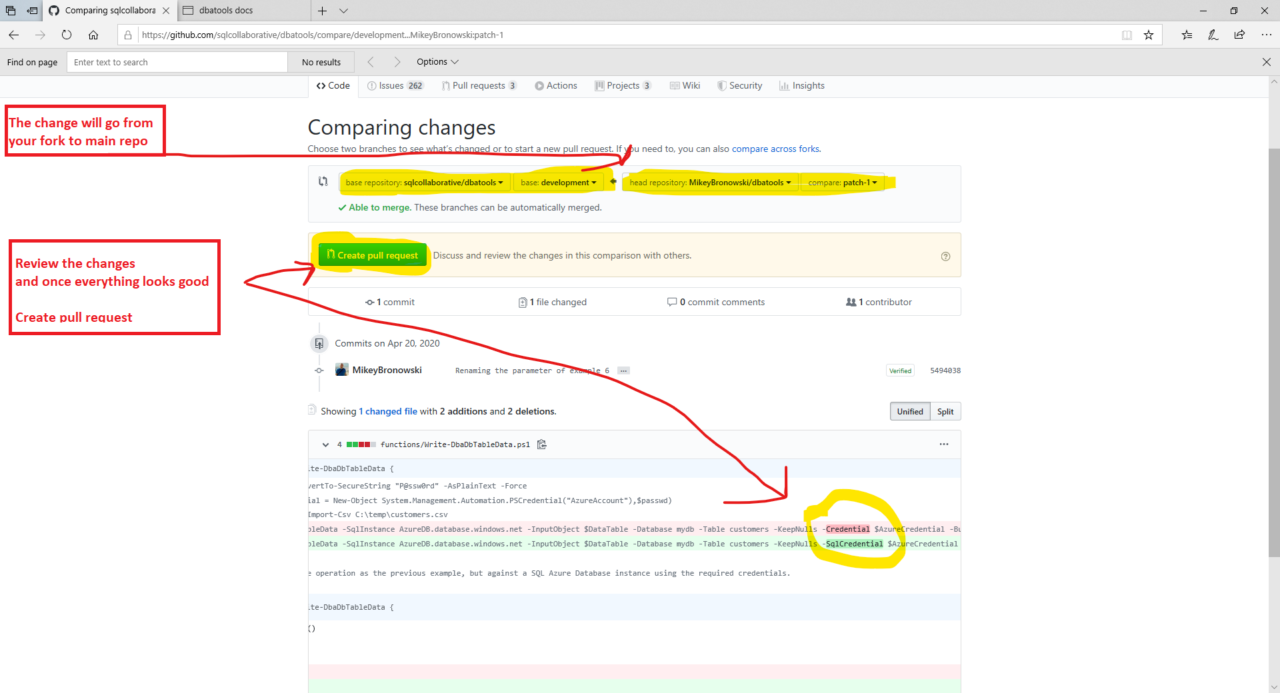 Comparing sqlcollabora
dbatools docs
https://github.com/sqlcollaborative/dbatools/compare/development...MikeyBronowski:patch-1
Find on page
Enter text to search
No results
Options
Code
Issues 262
Pull requests 3
Actions
Projects 3
Wiki
Security
Insights
The change will go from
your fork to main repo
Comparing changes
Choose two branches to see what's changed or to start a new pull request. If you need to, you can also compare across forks.
base repository: sqlcollaborative/dbatools
base: development
head repository: MikeyBronowski/dbatools
compare: patch-1
Able to merge. These branches can be automatically merged.
Review the changes
and once everything looks good
Create pull request
Create pull request
Discuss and review the changes in this comparison with others.
1 commit
1 file changed
0 commit comments
1 contributor
Commits on Apr 20, 2020
MikeyBronowski
Renaming the parameter of example 6
Verified
5494038
Showing 1 changed file with 2 additions and 2 deletions.
Unified
Split
4 functions/Write-DbaDbTableData.ps1
ite-DbaDbTableData {
vertTo-SecureString "P@ssw0rd" -AsPlainText -Force
ial = New-Object System.Management.Automation.PSCredential("AzureAccount"),$passwd)
Import-Csv C:\temp\customers.csv
bleData -SqlInstance AzureDB.database.windows.net -InputObject $DataTable -Database mydb -Table customers -KeepNulls -Credential $AzureCredential -Bu
bleData -SqlInstance AzureDB.database.windows.net -InputObject $DataTable -Database mydb -Table customers -KeepNulls -SqlCredential $AzureCredential
e operation as the previous example, but against a SQL Azure Database instance using the required credentials.
ite-DbaDbTableData {
()